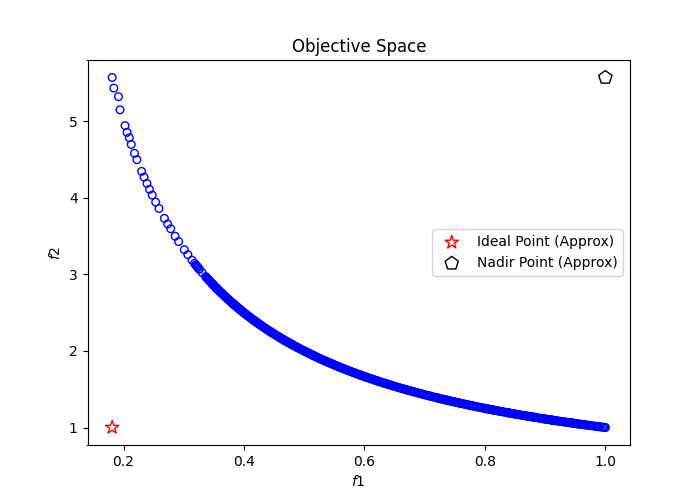 Objective Space
5
4
3
2
1
f2
Ideal Point (Approx)
Nadir Point (Approx)
0.2 0.4 0.6 0.8 1.0
f1